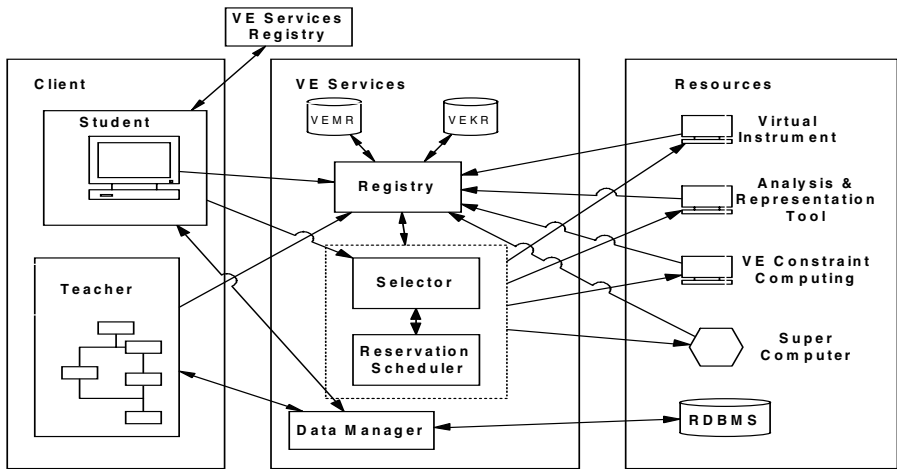 VE Services
Registry
Client
Student
Teacher
VE Services
VEMR
VEKR
Registry
Selector
Reservation
Scheduler
Data Manager
Resources
Virtual
Instrument
Analysis &
Representation
Tool
VE Constraint
Computing
Super
Computer
RDBMS